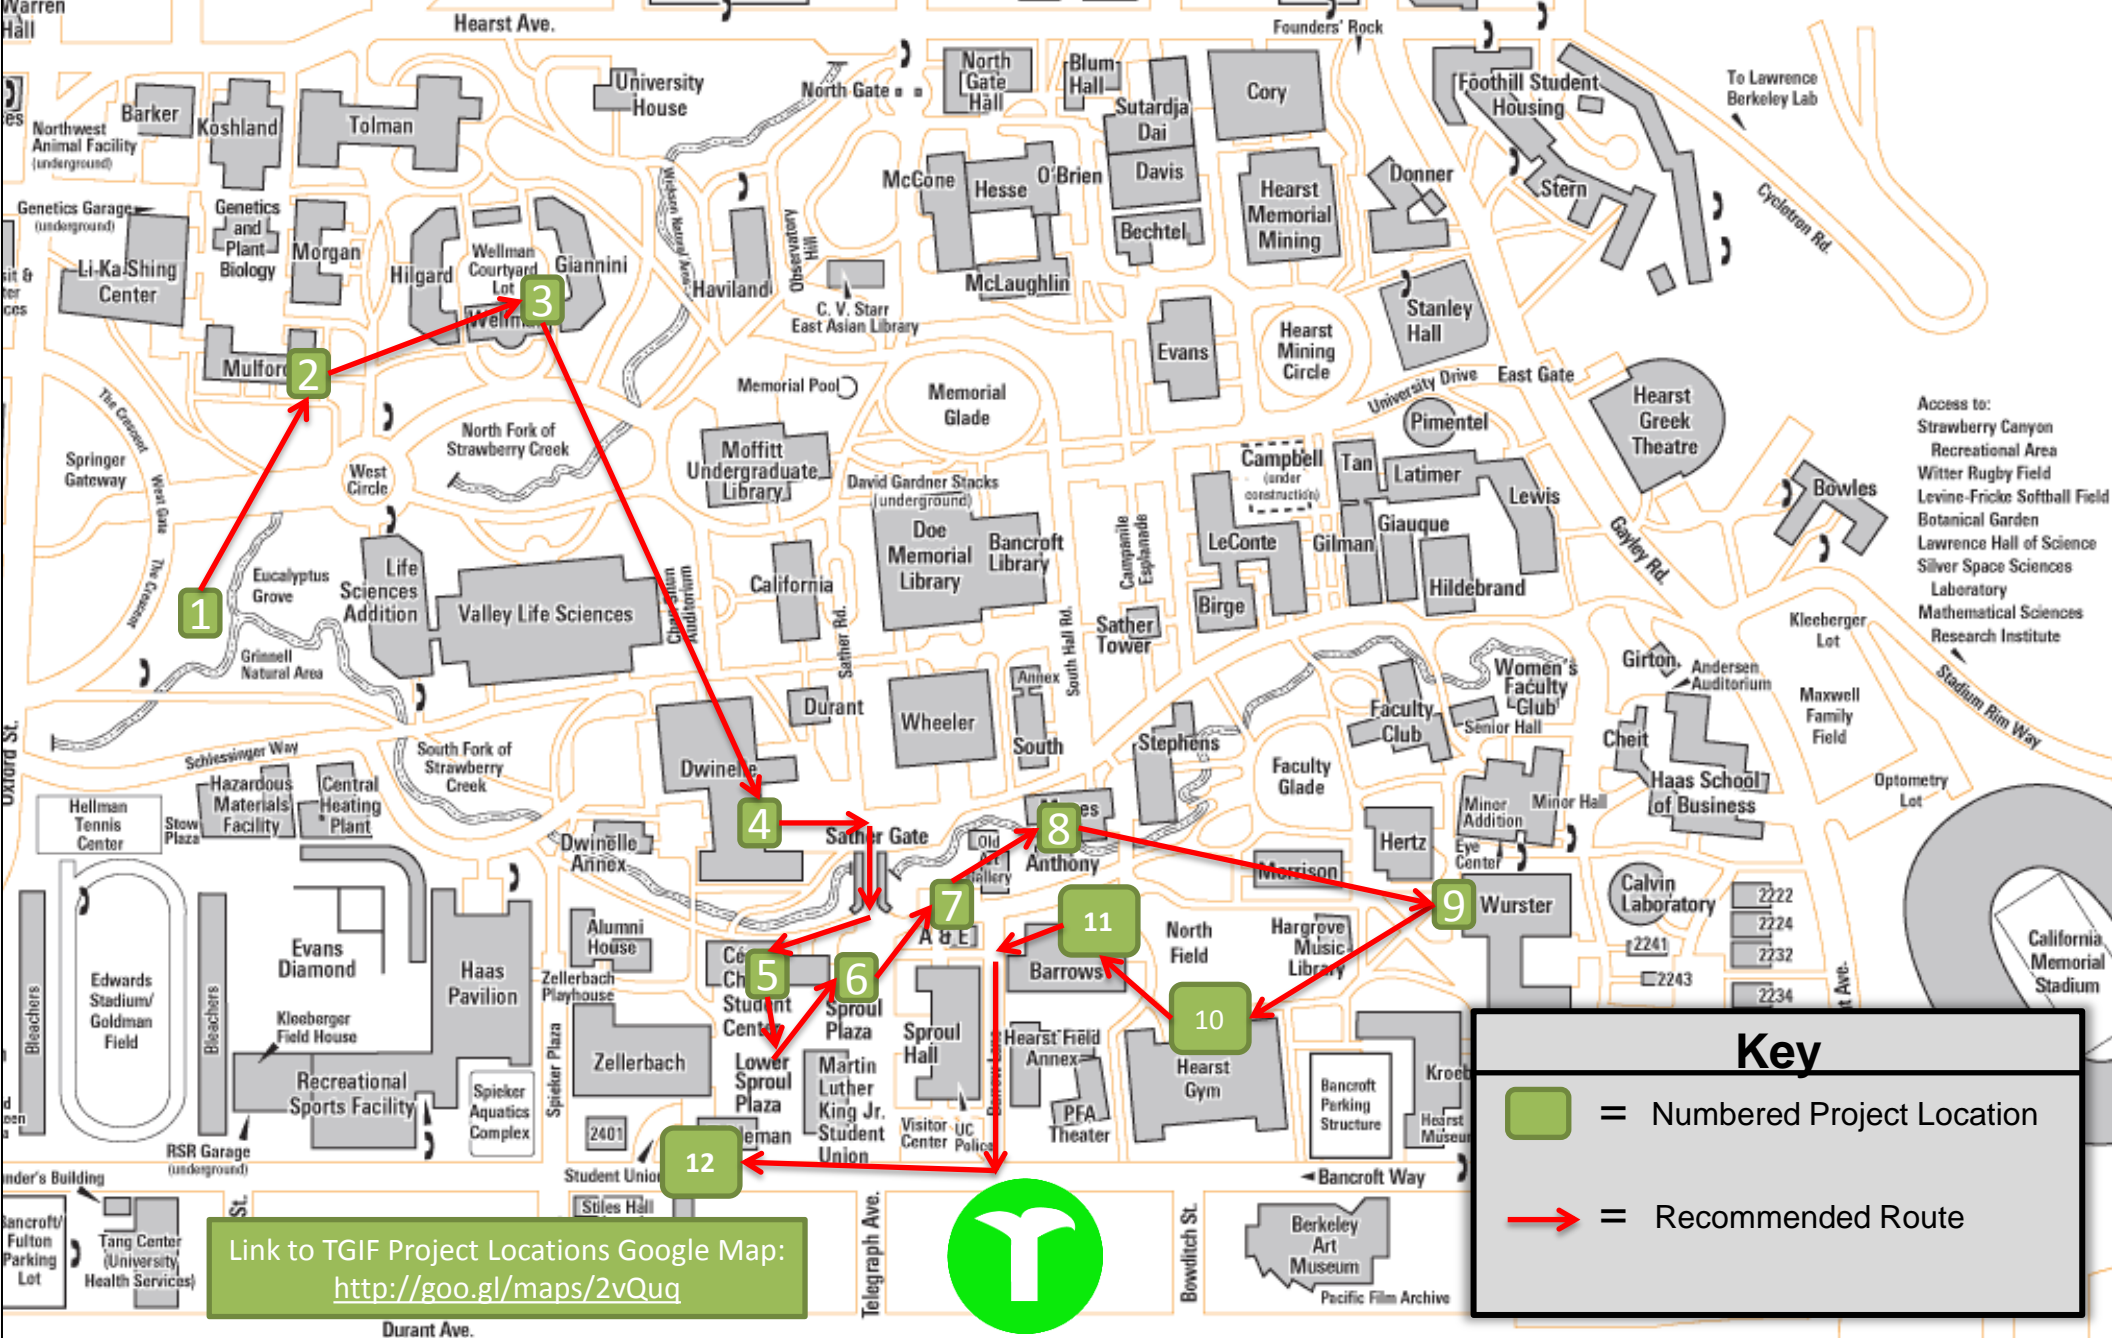 Warren
Hall
Hearst Ave.
Founders' Rock
University
House
North Gate
North
Gate
Hall
Blum
Hall
Sutardja
Dai
Cory
Foothill Student
Housing
To Lawrence
Berkeley Lab
Barker
Koshland
Tolman
Northwest
Animal Facility
(underground)
McCone
Hesse
O'Brien
Davis
Hearst
Memorial
Mining
Donner
Stern
Cyclotron Rd.
Genetics Garage
(underground)
Genetics
and
Plant
Biology
Morgan
Hilgard
Wellman
Courtyard
Lot
Giannini
Li-Ka-Shing
Center
Haviland
Observatory
Hill
Bechtel
McLaughlin
C. V. Starr
East Asian Library
Stanley
Hall
Evans
Hearst
Mining
Circle
3
2
University Drive
East Gate
Hearst
Greek
Theatre
Memorial Pool
Memorial
Glade
Pimentel
The Crescent
Springer
Gateway
West Gate
The Crescent
West
Circle
North Fork of
Strawberry Creek
Moffitt
Undergraduate
Library
David Gardner Stacks
(underground)
Doe
Memorial
Library
Bancroft
Library
Campanile
Esplanade
Campbell
(under
construction)
Tan
Latimer
Lewis
LeConte
Gilman
Giauque
Hildebrand
Gayley Rd.
Bowles
Access to:
Strawberry Canyon
Recreational Area
Witter Rugby Field
Levine-Fricke Softball Field
Botanical Garden
Lawrence Hall of Science
Silver Space Sciences
Laboratory
Mathematical Sciences
Research Institute
1
Eucalyptus
Grove
Grinnell
Natural Area
Life
Sciences
Addition
Valley Life Sciences
California
Sather Rd.
South Hall Rd.
Sather
Tower
Birge
Kleeberger
Lot
Girton
Andersen
Auditorium
Women's
Faculty
Club
Senior Hall
Faculty
Club
Stadium Rim Way
Maxwell
Family
Field
Oxford St.
Schlessinger Way
South Fork of
Strawberry
Creek
Dwinelle
Durant
Wheeler
Annex
South
Stephens
Faculty
Glade
Cheit
Haas School
of Business
Optometry
Lot
Hellman
Tennis
Center
Stow
Plaza
Hazardous
Materials
Facility
Central
Heating
Plant
Dwinelle
Annex
4
Sather Gate
8
Anthony
Morrison
Hertz
Minor
Addition
Minor Hall
Eye
Center
Calvin
Laboratory
2222
2224
2232
2234
2241
2243
California
Memorial
Stadium
Bleachers
Edwards
Stadium/
Goldman
Field
Bleachers
Evans
Diamond
Haas
Pavilion
Alumni
House
Zellerbach
Playhouse
5
Student
6
Sproul
Plaza
7
A & E
11
Barrows
North
Field
Hargrove
Music
Library
9
Wurster
10
Hearst
Gym
Kleeberger
Field House
Recreational
Sports Facility
RSR Garage
(underground)
Spieker
Aquatics
Complex
Spieker Plaza
Zellerbach
Lower
Sproul
Plaza
Martin
Luther
King Jr.
Student
Union
Sproul
Hall
Visitor
Center
UC
Police
Hearst Field
Annex
PFA
Theater
Bancroft
Parking
Structure
2401
12
Bancroft Way
Stiles Hall
Bancroft/
Fulton
Parking
Lot
Tang Center
(University
Health Services)
Telegraph Ave.
Bowditch St.
Berkeley
Art
Museum
Pacific Film Archive
Durant Ave.
Link to TGIF Project Locations Google Map:
http://goo.gl/maps/2vQuq
Key
= Numbered Project Location
= Recommended Route